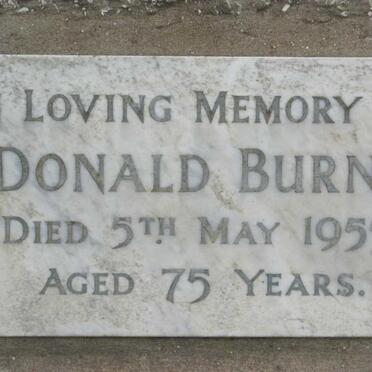 LOVING MEMORY
DONALD BURN
DIED 5TH MAY 195
AGED 75 YEARS.